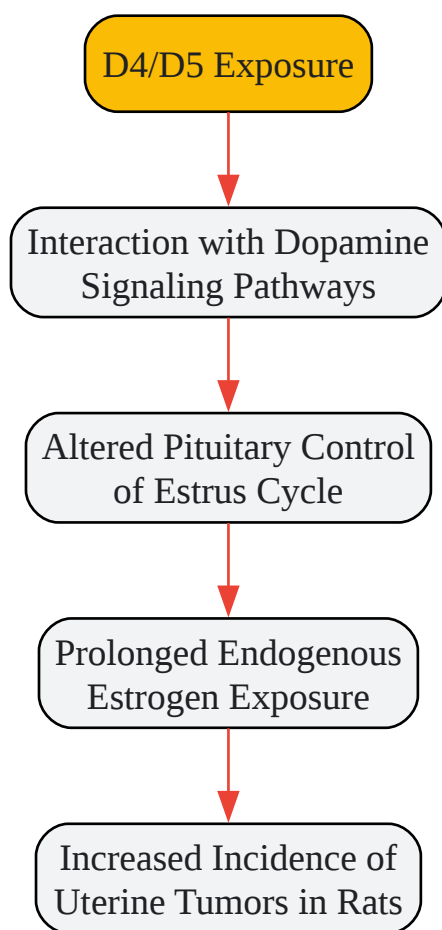 D4/D5 Exposure
Interaction with Dopamine
Signaling Pathways
Altered Pituitary Control
of Estrus Cycle
Prolonged Endogenous
Estrogen Exposure
Increased Incidence of
Uterine Tumors in Rats